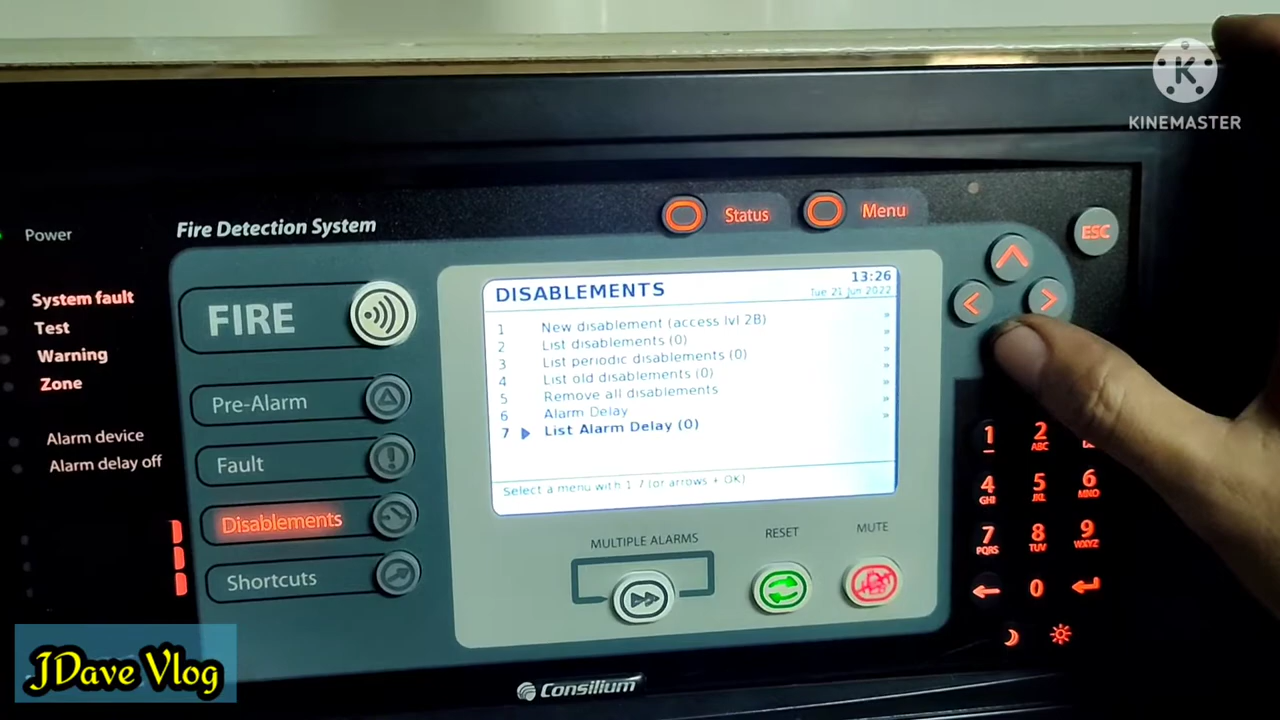 KINEMASTER
Power
System fault
Test
Warning
Zone
Alarm device
Alarm delay off
Fire Detection System
Status
Menu
ESC
FIRE
Pre-Alarm
Fault
Disablements
Shortcuts
DISABLEMENTS
13:26
Tue 21 Jun 2022
1 New disablement (access lvl 2B) »
2 List disablements (0) »
3 List periodic disablements (0) »
4 List old disablements (0) »
5 Remove all disablements
6 Alarm Delay »
7 List Alarm Delay (0) »
Select a menu with 1 7 (or arrows + OK)
MULTIPLE ALARMS
RESET
MUTE
1 2 ABC
4 GHI 5 JKL 6 MNO
7 PQRS 8 TUV 9 WXYZ
0
Consilium
JDave Vlog